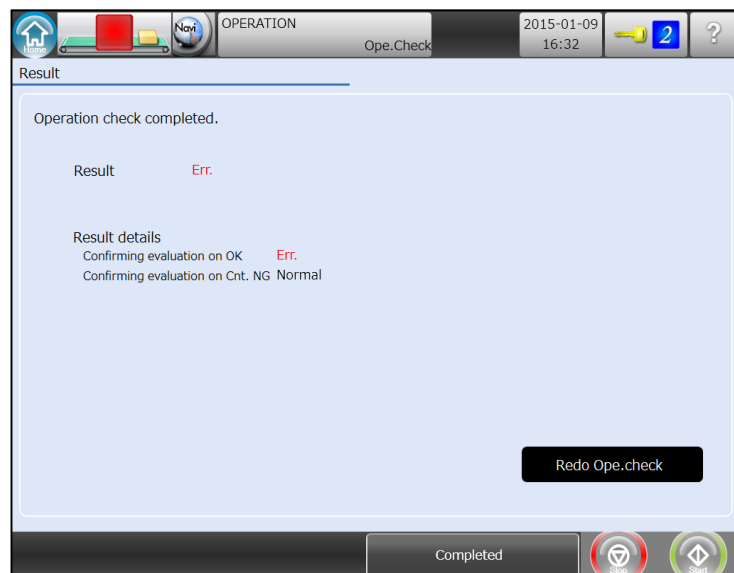 Home
Navi
OPERATION
Ope.Check
2015-01-09
16:32
2
?
Result
Operation check completed.
Result Err.
Result details
Confirming evaluation on OK Err.
Confirming evaluation on Cnt. NG Normal
Redo Ope.check
Completed
Stop
Start